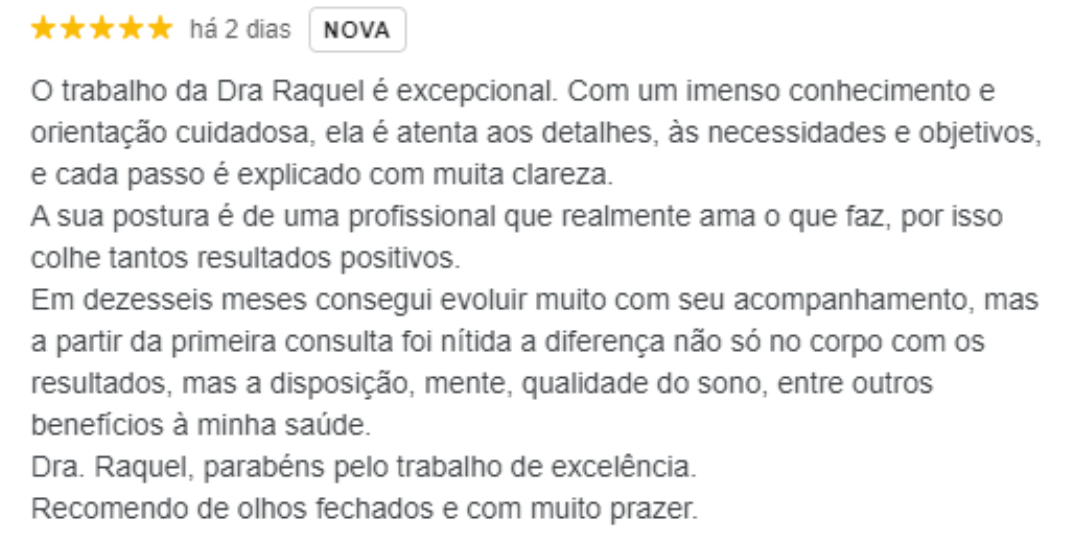 há 2 dias NOVA
O trabalho da Dra Raquel é excepcional. Com um imenso conhecimento e
orientação cuidadosa, ela é atenta aos detalhes, às necessidades e objetivos,
e cada passo é explicado com muita clareza.
A sua postura é de uma profissional que realmente ama o que faz, por isso
colhe tantos resultados positivos.
Em dezesseis meses consegui evoluir muito com seu acompanhamento, mas
a partir da primeira consulta foi nítida a diferença não só no corpo com os
resultados, mas a disposição, mente, qualidade do sono, entre outros
benefícios à minha saúde.
Dra. Raquel, parabéns pelo trabalho de excelência.
Recomendo de olhos fechados e com muito prazer.